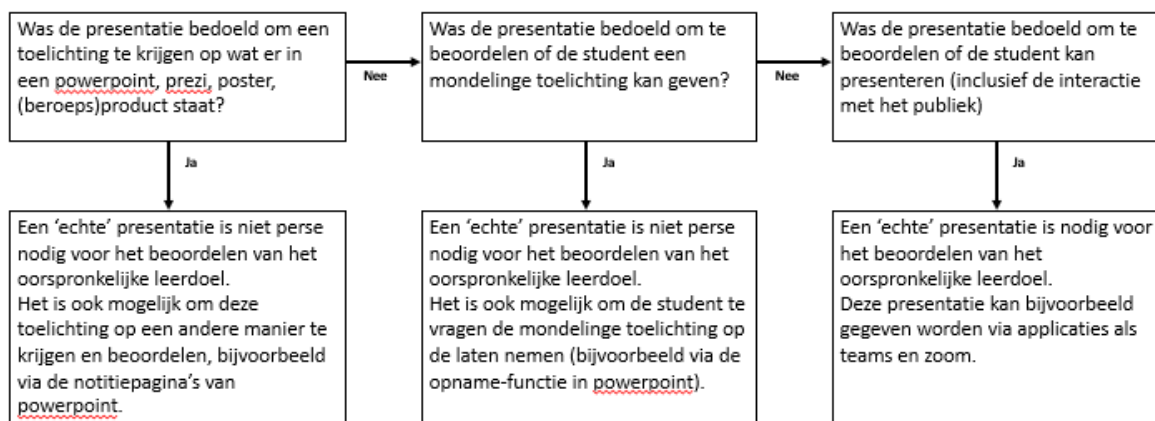 Was de presentatie bedoeld om een
toelichting te krijgen op wat er in
een powerpoint, prezi, poster,
(beroeps)product staat?
Nee
Was de presentatie bedoeld om te
beoordelen of de student een
mondelinge toelichting kan geven?
Nee
Was de presentatie bedoeld om te
beoordelen of de student kan
presenteren (inclusief de interactie
met het publiek)
Ja
Ja
Ja
Een ‘echte’ presentatie is niet perse
nodig voor het beoordelen van het
oorspronkelijke leerdoel.
Het is ook mogelijk om deze
toelichting op een andere manier te
krijgen en beoordelen, bijvoorbeeld
via de notitiepagina’s van
powerpoint.
Een ‘echte’ presentatie is niet perse
nodig voor het beoordelen van het
oorspronkelijke leerdoel.
Het is ook mogelijk om de student te
vragen de mondelinge toelichting op
de laten nemen (bijvoorbeeld via de
opname-functie in powerpoint).
Een ‘echte’ presentatie is nodig voor
het beoordelen van het
oorspronkelijke leerdoel.
Deze presentatie kan bijvoorbeeld
gegeven worden via applicaties als
teams en zoom.